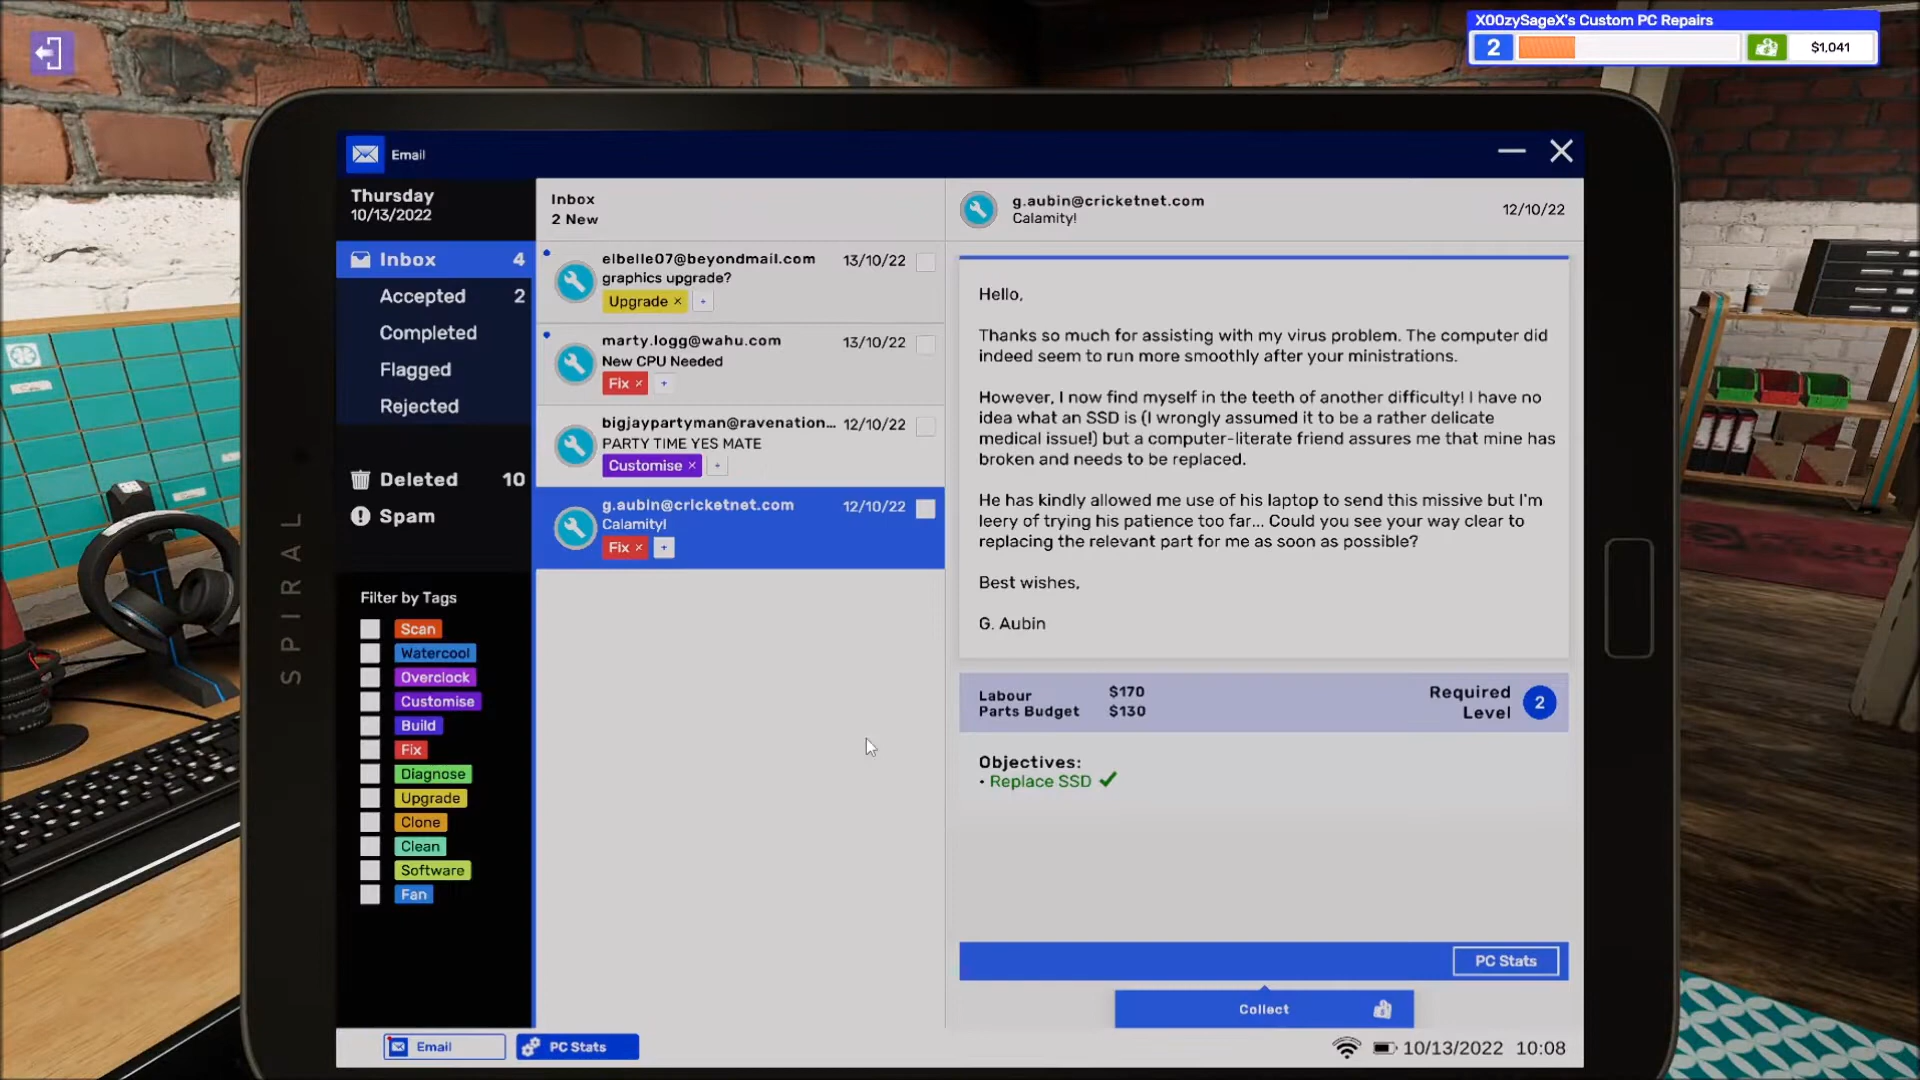 X00zySageX's Custom PC Repairs
2
$1,041
Email
Thursday
10/13/2022
Inbox 4
Accepted 2
Completed
Flagged
Rejected
Deleted 10
Spam
Filter by Tags
Scan
Watercool
Overclock
Customise
Build
Fix
Diagnose
Upgrade
Clone
Clean
Software
Fan
Inbox
2 New
elbelle07@beyondmail.com 13/10/22
graphics upgrade?
Upgrade × +
marty.logg@wahu.com 13/10/22
New CPU Needed
Fix × +
bigjaypartyman@ravenation... 12/10/22
PARTY TIME YES MATE
Customise × +
g.aubin@cricketnet.com 12/10/22
Calamity!
Fix × +
g.aubin@cricketnet.com 12/10/22
Calamity!
Hello,
Thanks so much for assisting with my virus problem. The computer did
indeed seem to run more smoothly after your ministrations.
However, I now find myself in the teeth of another difficulty! I have no
idea what an SSD is (I wrongly assumed it to be a rather delicate
medical issue!) but a computer-literate friend assures me that mine has
broken and needs to be replaced.
He has kindly allowed me use of his laptop to send this missive but I'm
leery of trying his patience too far... Could you see your way clear to
replacing the relevant part for me as soon as possible?
Best wishes,
G. Aubin
Labour $170
Parts Budget $130
Required
Level 2
Objectives:
• Replace SSD
PC Stats
Collect
Email
PC Stats
10/13/2022 10:08
SPIRAL